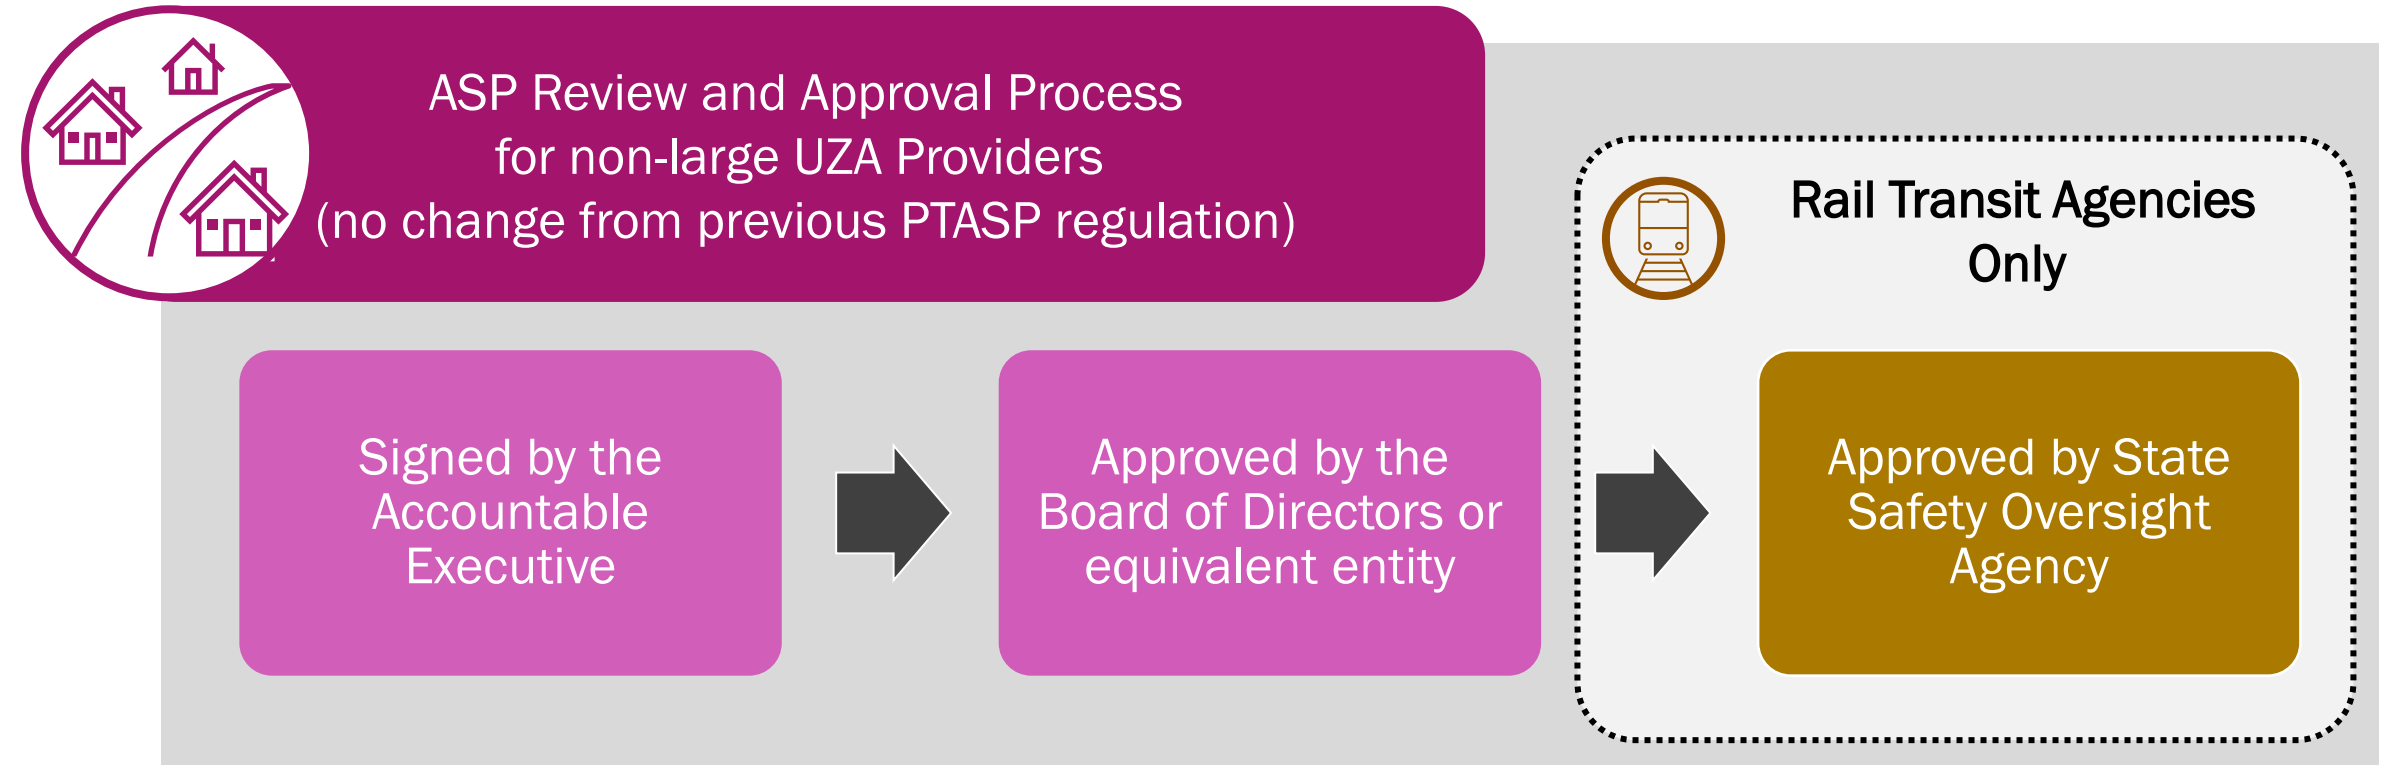 ASP Review and Approval Process
for non-large UZA Providers
(no change from previous PTASP regulation)
Rail Transit Agencies
Only
Signed by the
Accountable
Executive
Approved by the
Board of Directors or
equivalent entity
Approved by State
Safety Oversight
Agency